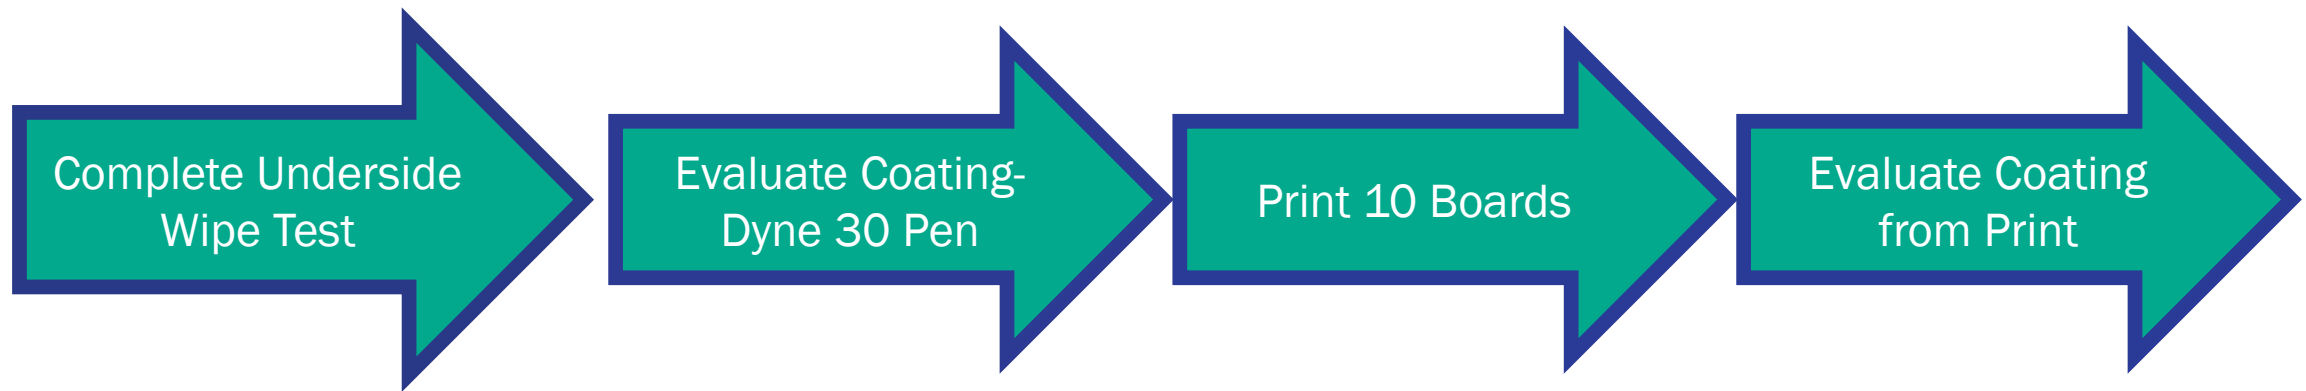 Complete Underside
Wipe Test
Evaluate Coating-
Dyne 30 Pen
Print 10 Boards
Evaluate Coating
from Print